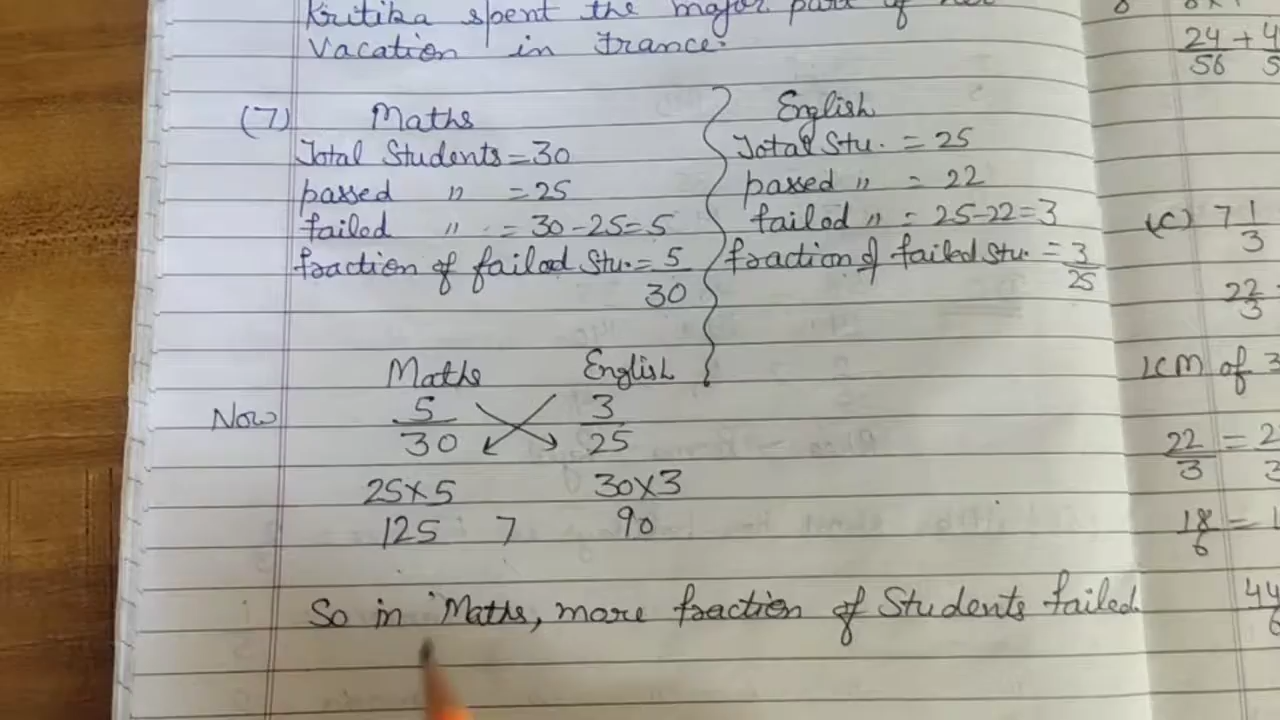 Kritika spent the major part of her
vacation in France.
(7) Maths
Total Students = 30
passed " = 25
failed " = 30 - 25 = 5
fraction of failed Stu. = 5/30
English
Total Stu. = 25
passed " = 22
failed " = 25 - 22 = 3
fraction of failed Stu. = 3/25
Maths English
Now 5/30 3/25
25 x 5 30 x 3
125 > 90
So in Maths, more fraction of Students failed.
24/56 +
(C) 7 1/3
22/3
LCM of 3
22/3 =
18/6 =
44